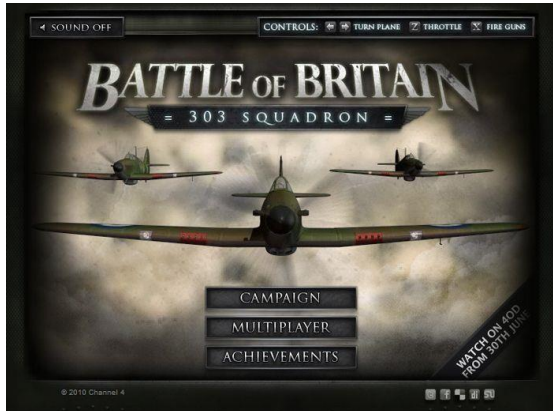 SOUND OFF
CONTROLS: TURN PLANE Z THROTTLE X FIRE GUNS
BATTLE OF BRITAIN
= 303 SQUADRON =
CAMPAIGN
MULTIPLAYER
ACHIEVEMENTS
WATCH ON 4OD
FROM 30TH JUNE
© 2010 Channel 4